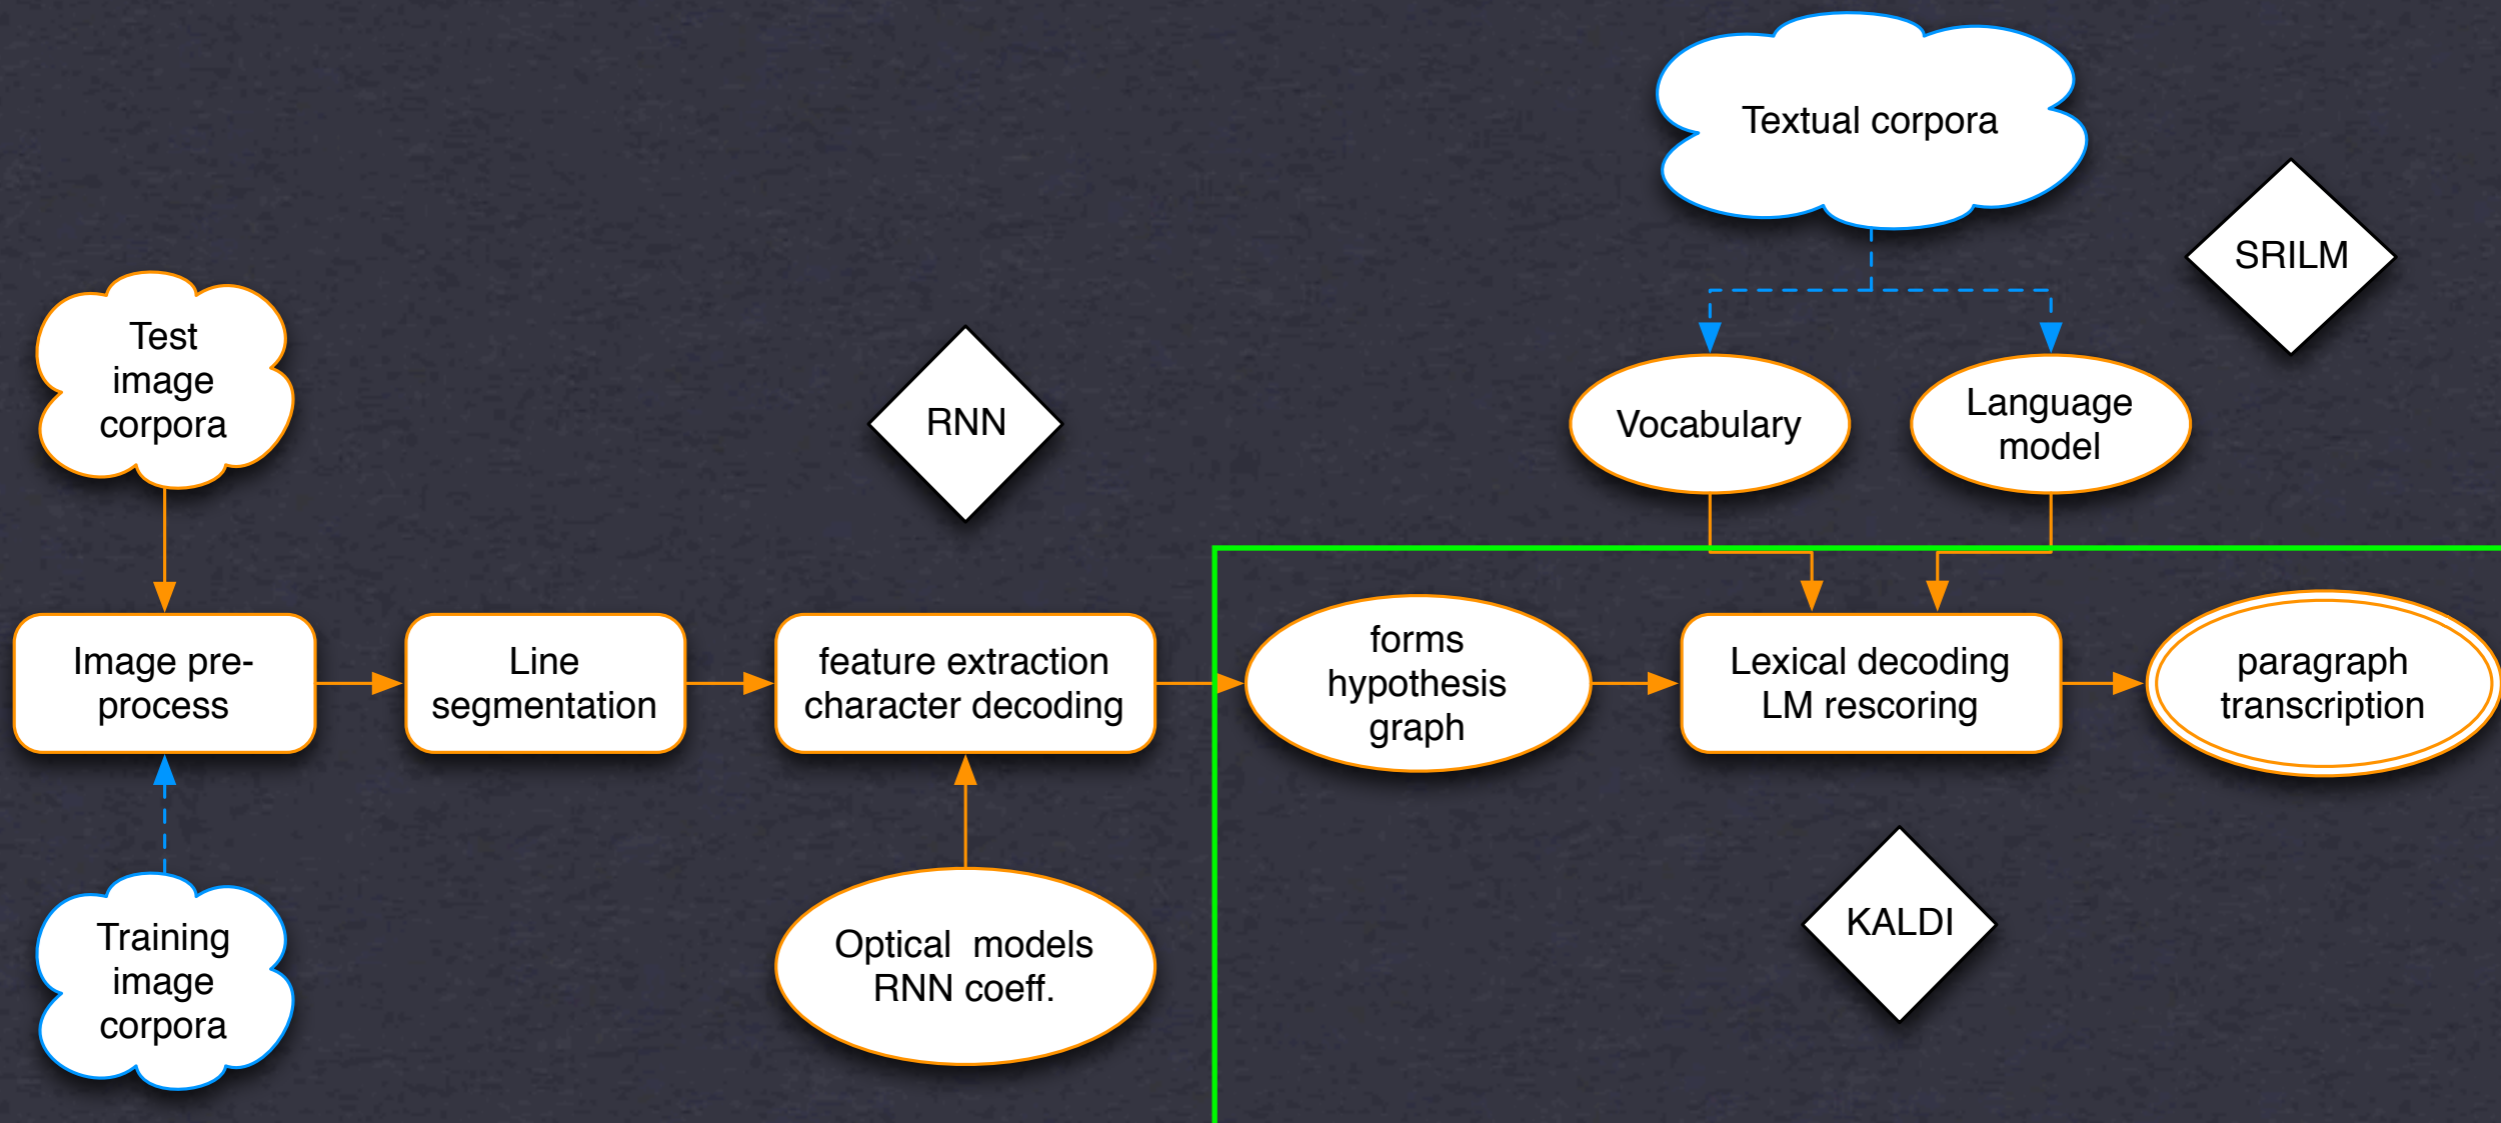 Textual corpora
SRILM
Test
image
corpora
RNN
Vocabulary
Language
model
Image pre-
process
Line
segmentation
feature extraction
character decoding
forms
hypothesis
graph
Lexical decoding
LM rescoring
paragraph
transcription
Training
image
corpora
Optical  models
RNN coeff.
KALDI